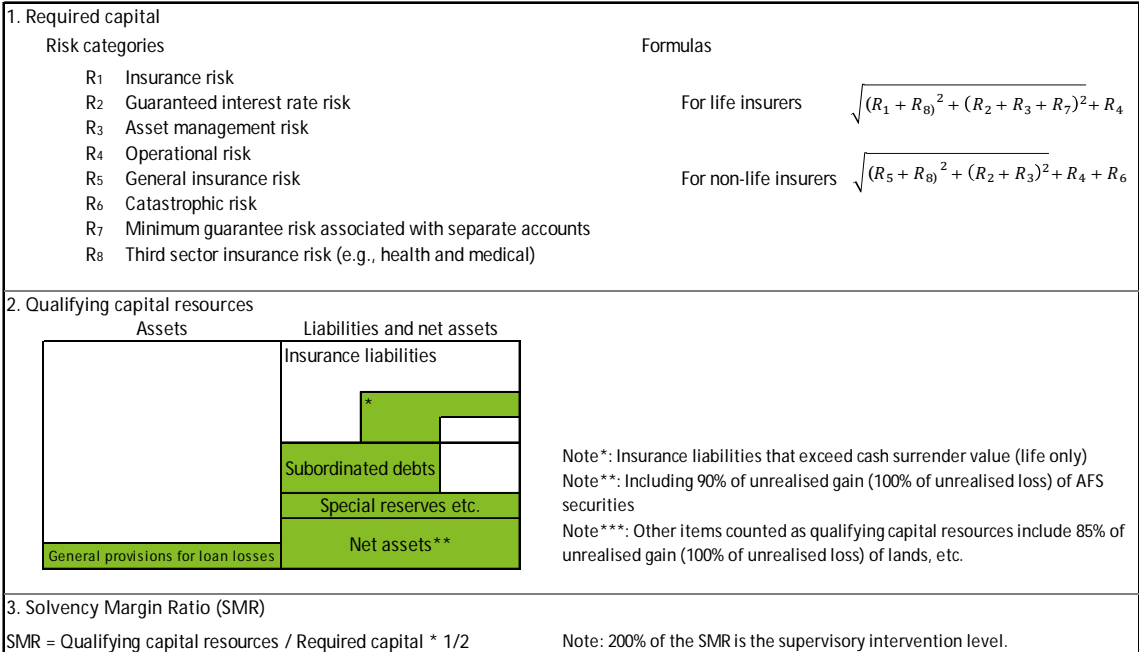 1. Required capital
Risk categories
Formulas
R1 Insurance risk
R2 Guaranteed interest rate risk
R3 Asset management risk
R4 Operational risk
R5 General insurance risk
R6 Catastrophic risk
R7 Minimum guarantee risk associated with separate accounts
R8 Third sector insurance risk (e.g., health and medical)
For life insurers √(R₁ + R₈)² + (R₂ + R₃ + R₇)² + R₄
For non-life insurers √(R₅ + R₈)² + (R₂ + R₃)² + R₄ + R₆
2. Qualifying capital resources
Assets
Liabilities and net assets
Insurance liabilities
*
Subordinated debts
Special reserves etc.
Net assets**
General provisions for loan losses
Note*: Insurance liabilities that exceed cash surrender value (life only)
Note**: Including 90% of unrealised gain (100% of unrealised loss) of AFS
securities
Note***: Other items counted as qualifying capital resources include 85% of
unrealised gain (100% of unrealised loss) of lands, etc.
3. Solvency Margin Ratio (SMR)
SMR = Qualifying capital resources / Required capital * 1/2
Note: 200% of the SMR is the supervisory intervention level.